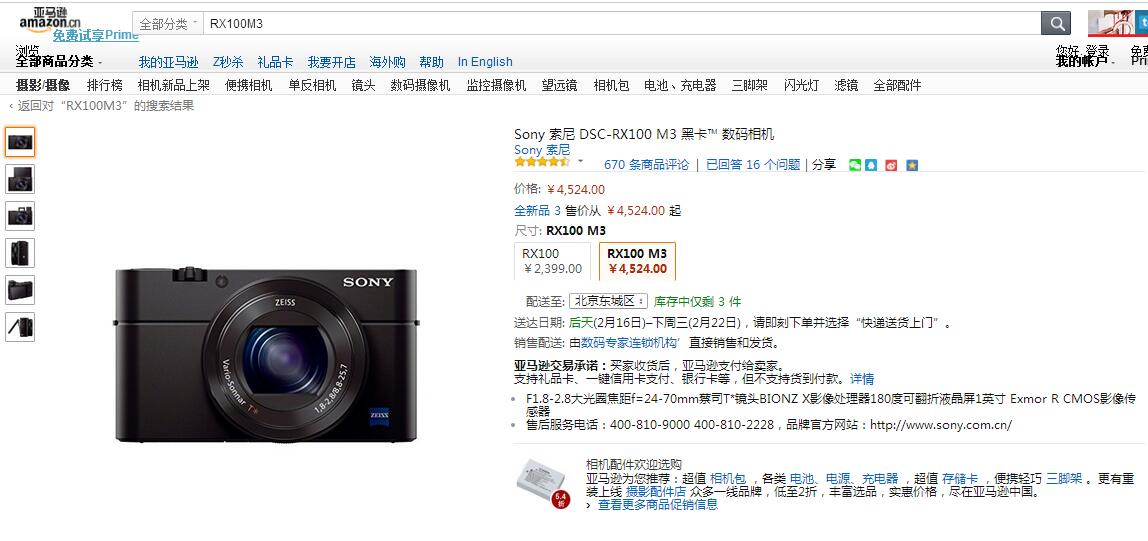 亚马逊
amazon.cn
免费试享Prime
全部分类
RX100M3
浏览
全部商品分类
我的亚马逊 Z秒杀 礼品卡 我要开店 海外购 帮助 In English
您好, 登录
我的帐户
免费
Pri
摄影/摄像 排行榜 相机新品上架 便携相机 单反相机 镜头 数码摄像机 监控摄像机 望远镜 相机包 电池、充电器 三脚架 闪光灯 滤镜 全部配件
‹ 返回对“RX100M3”的搜索结果
Sony 索尼 DSC-RX100 M3 黑卡™ 数码相机
Sony 索尼
670 条商品评论 | 已回答 16 个问题 | 分享
价格: ￥4,524.00
全新品 3 售价从 ￥4,524.00 起
尺寸: RX100 M3
RX100
￥2,399.00
RX100 M3
￥4,524.00
配送至: 北京东城区 库存中仅剩 3 件
送达日期: 后天(2月16日)–下周三(2月22日)，请即刻下单并选择“快递送货上门”。
销售配送: 由数码专家连锁机构’ 直接销售和发货。
亚马逊交易承诺：买家收货后，亚马逊支付给卖家。
支持礼品卡、一键信用卡支付、银行卡等，但不支持货到付款。详情
F1.8-2.8大光圆焦距f=24-70mm蔡司T*镜头BIONZ X影像处理器180度可翻折液晶屏1英寸 Exmor R CMOS影像传
感器
售后服务电话：400-810-9000 400-810-2228，品牌官方网站：http://www.sony.com.cn/
相机配件欢迎选购
亚马逊为您推荐：超值 相机包 ，各类 电池、电源、充电器 ，超值 存储卡 ，便携轻巧 三脚架 。更有重
装上线 摄影配件店 众多一线品牌，低至2折，丰富选品，实惠价格，尽在亚马逊中国。
› 查看更多商品促销信息
5.4
折
SONY
ZEISS
Vario-Sonnar T* 1,8-2,8/8,8-25,7
ZEISS